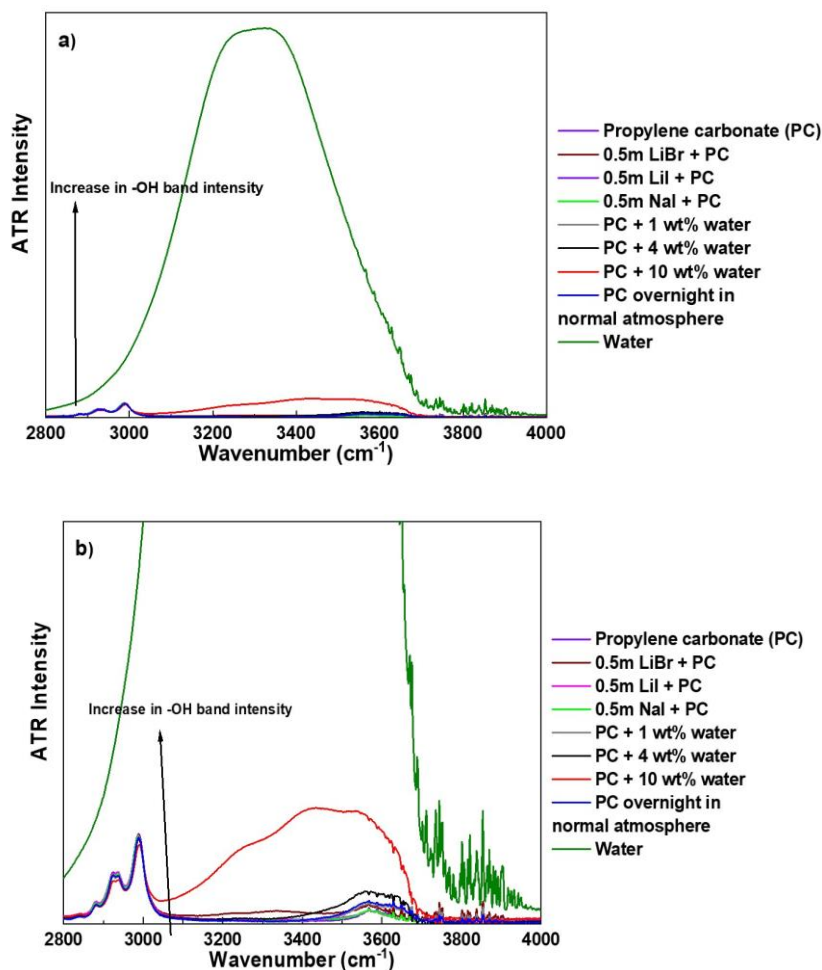 a)
ATR Intensity
Increase in -OH band intensity
2800 3000 3200 3400 3600 3800 4000
Wavenumber (cm-1)
Propylene carbonate (PC)
0.5m LiBr + PC
0.5m LiI + PC
0.5m NaI + PC
PC + 1 wt% water
PC + 4 wt% water
PC + 10 wt% water
PC overnight in
normal atmosphere
Water
b)
ATR Intensity
Increase in -OH band intensity
2800 3000 3200 3400 3600 3800 4000
Wavenumber (cm-1)
Propylene carbonate (PC)
0.5m LiBr + PC
0.5m LiI + PC
0.5m NaI + PC
PC + 1 wt% water
PC + 4 wt% water
PC + 10 wt% water
PC overnight in
normal atmosphere
Water